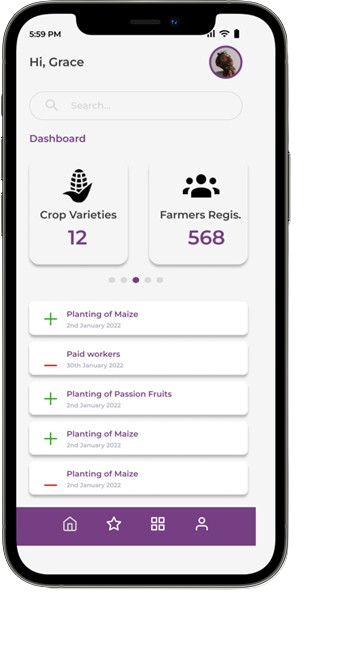 5:59 PM
Hi, Grace
Search...
Dashboard
Crop Varieties
12
Farmers Regis.
568
Planting of Maize
2nd January 2022
Paid workers
30th January 2022
Planting of Passion Fruits
2nd January 2022
Planting of Maize
2nd January 2022
Planting of Maize
2nd January 2022